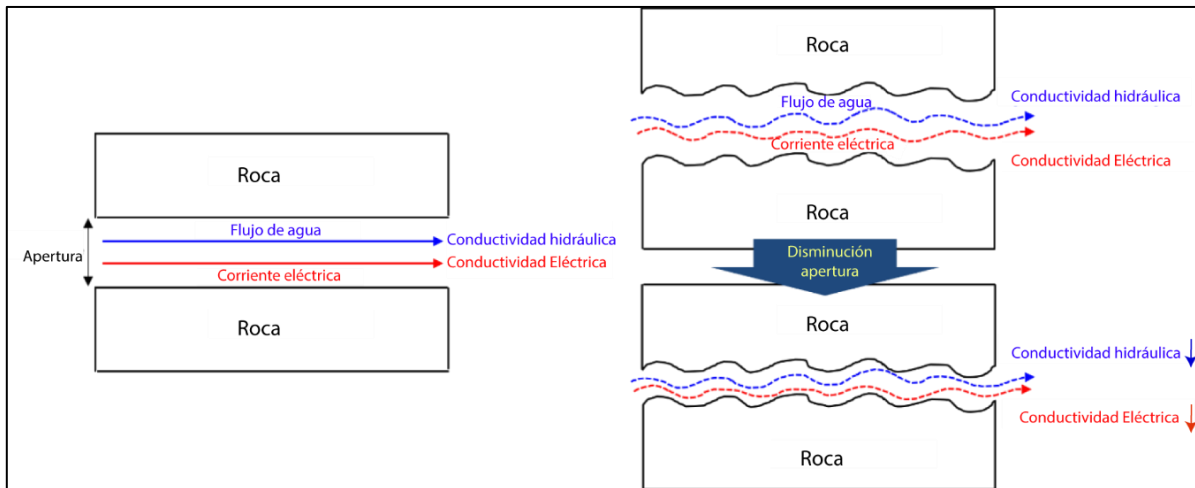 Roca
Flujo de agua
Conductividad hidráulica
Apertura
Conductividad Eléctrica
Corriente eléctrica
Roca
Roca
Flujo de agua
Conductividad hidráulica
Corriente eléctrica
Conductividad Eléctrica
Roca
Disminución
apertura
Roca
Conductividad hidráulica
Conductividad Eléctrica
Roca